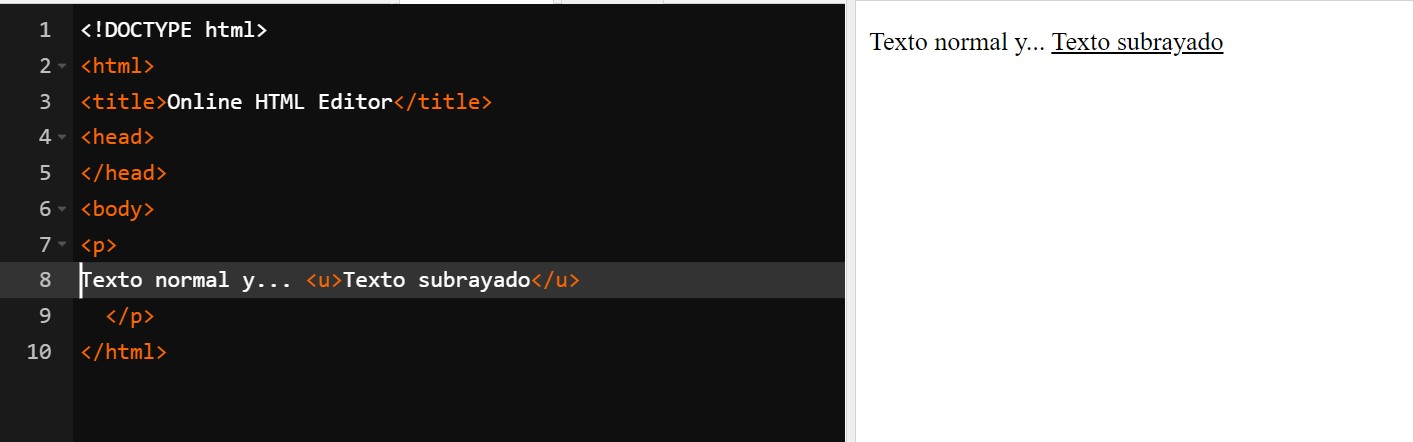 1 <!DOCTYPE html>
2 <html>
3 <title>Online HTML Editor</title>
4 <head>
5 </head>
6 <body>
7 <p>
8 Texto normal y... <u>Texto subrayado</u>
9   </p>
10 </html>
Texto normal y... Texto subrayado